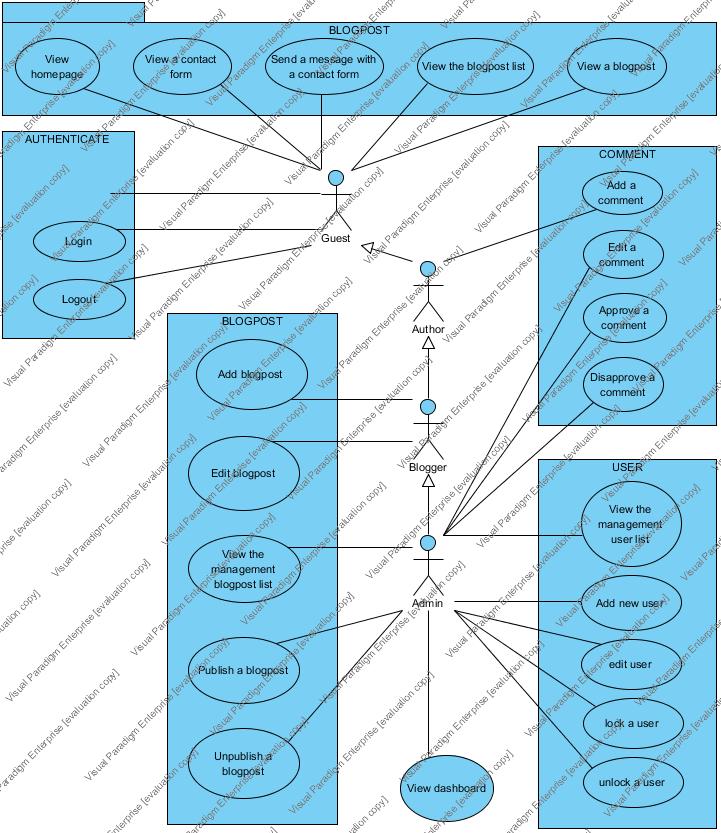 BLOGPOST
View
homepage
View a contact
form
Send a message with
a contact form
View the blogpost list
View a blogpost
AUTHENTICATE
Login
Logout
Guest
COMMENT
Add a
comment
Edit a
comment
Approve a
comment
Disapprove a
comment
Author
BLOGPOST
Add blogpost
Edit blogpost
View the
management
blogpost list
Publish a blogpost
Unpublish a
blogpost
Blogger
Admin
USER
View the
management
user list
Add new user
edit user
lock a user
unlock a user
View dashboard
Visual Paradigm Enterprise [evaluation copy]